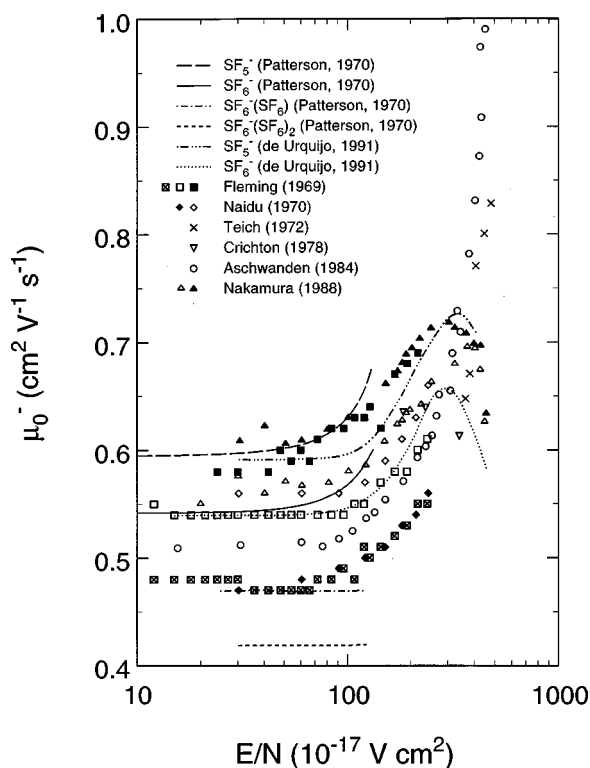 1.0
0.9
0.8
0.7
0.6
0.5
0.4
μ₀⁻ (cm² V⁻¹ s⁻¹)
SF₅⁻ (Patterson, 1970)
SF₆⁻ (Patterson, 1970)
SF₆⁻(SF₆) (Patterson, 1970)
SF₆⁻(SF₆)₂ (Patterson, 1970)
SF₅⁻ (de Urquijo, 1991)
SF₆⁻ (de Urquijo, 1991)
Fleming (1969)
Naidu (1970)
Teich (1972)
Crichton (1978)
Aschwanden (1984)
Nakamura (1988)
10 100 1000
E/N (10⁻¹⁷ V cm²)